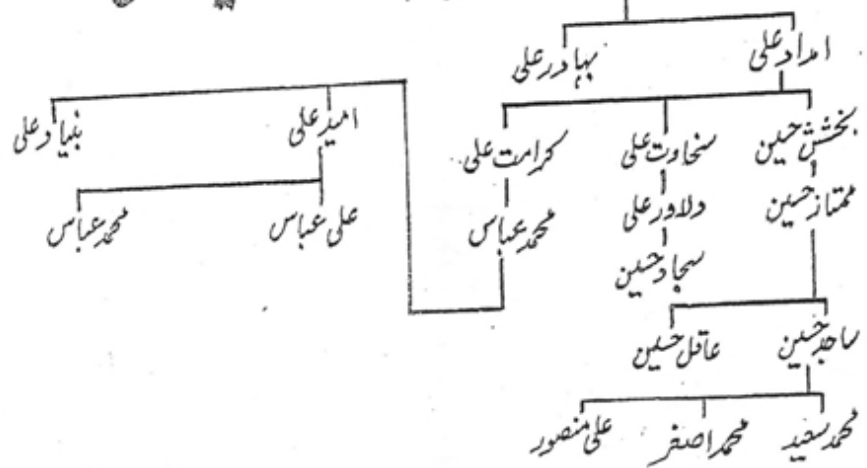 امداد علی بہادر علی
بخشش حسین سخاوت علی کرامت علی امید علی بنیاد علی
ممتاز حسین دلاور علی محمد عباس علی عباس محمد عباس
سجاد حسین
ساجد حسین عاقل حسین
محمد سعید محمد اصغر علی منصور